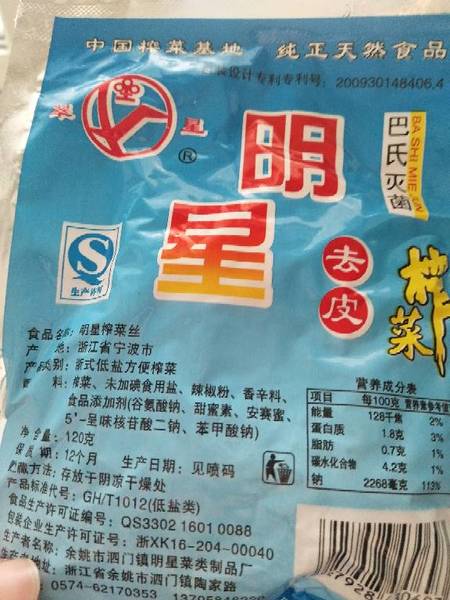 中国榨菜基地 纯正天然食品
设计专利专利号：200930148406.4
星
®
明
星
巴氏灭菌
BA SHI MIE
去
皮
榨
菜
生产许可
食品名称：明星榨菜丝
产 地：浙江省宁波市
产品类别：浙式低盐方便榨菜
料：榨菜、未加碘食用盐、辣椒粉、香辛料、
食品添加剂(谷氨酸钠、甜蜜素、安赛蜜、
5'-呈味核苷酸二钠、苯甲酸钠)
净含量：120克
保质期：12个月 生产日期：见喷码
贮藏方法：存放于阴凉干燥处
产品标准代号：GH/T1012(低盐类)
食品生产许可证编号：QS3302 1601 0088
包装企业生产许可证号：浙XK16-204-00040
生产者名称：余姚市泗门镇明星菜类制品厂
生产者地址：浙江省余姚市泗门镇陶家路
0574-62170353
营养成分表
项目 每100克 营养素参考值
能量 128千焦 2%
蛋白质 1.8克 3%
脂肪 0.7克 1%
碳水化合物 4.2克 1%
钠 2268毫克 113%